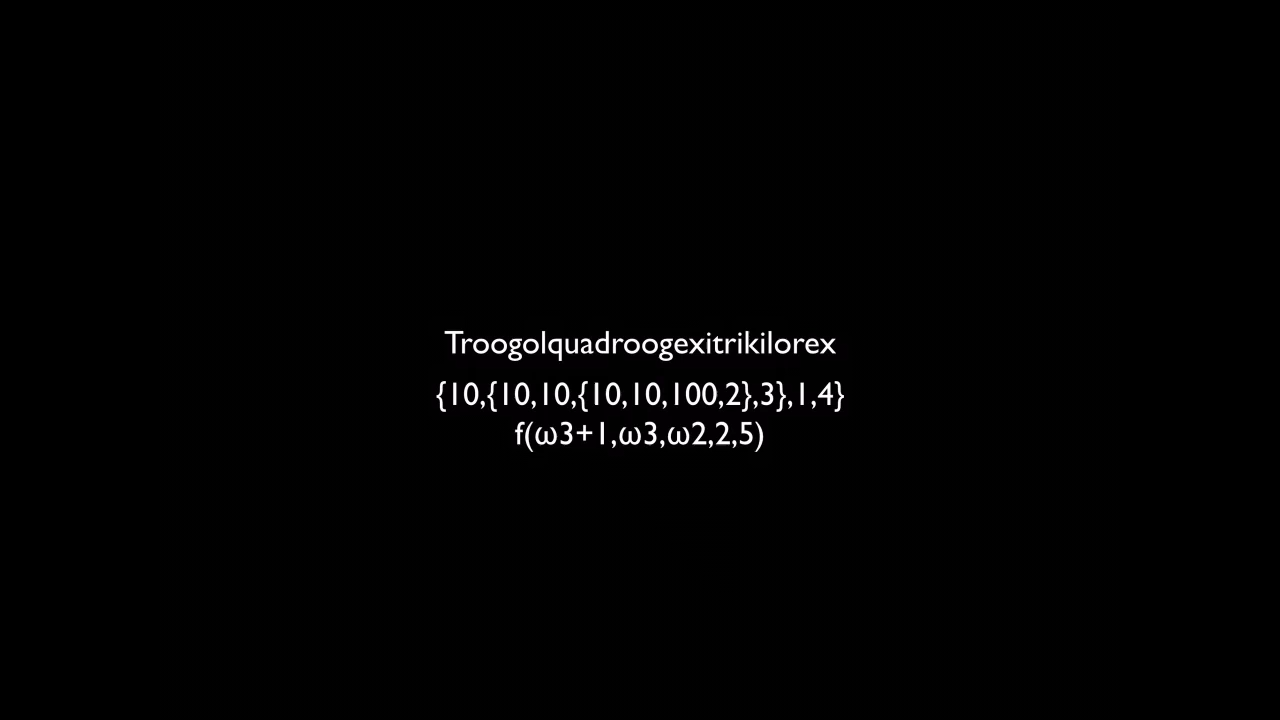 Troogolquadroogexitrikilorex
{10,{10,10,{10,10,100,2},3},1,4}
f(ω3+1,ω3,ω2,2,5)